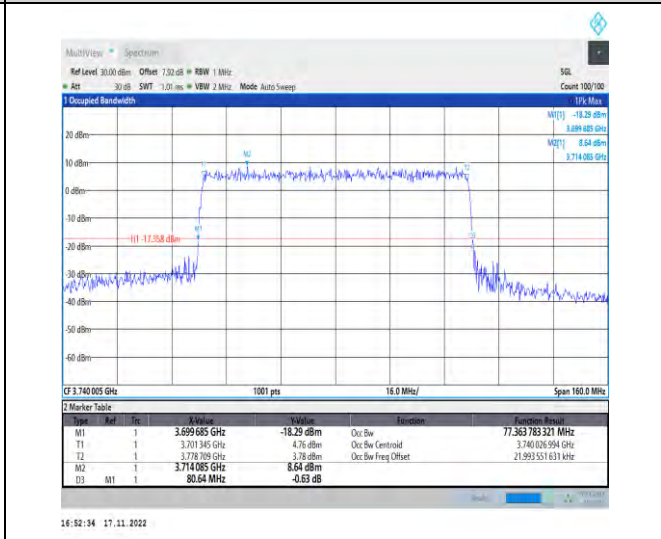 MultiView Spectrum
Ref Level 30.00 dBm Offset 7.92 dB RBW 1 MHz SGL
Att 30 dB SWT 1.01 ms VBW 2 MHz Mode Auto Sweep Count 100/100
1 Occupied Bandwidth 1Pk Max
M1[1] -18.29 dBm
3.699 685 GHz
M2[1] 8.64 dBm
3.714 085 GHz
20 dBm
M2
10 dBm
T1 T2
0 dBm
-10 dBm
M1
D3
H1 -17.358 dBm
-20 dBm
-30 dBm
-40 dBm
-50 dBm
-60 dBm
CF 3.740 005 GHz 1001 pts 16.0 MHz/ Span 160.0 MHz
2 Marker Table
Type Ref Trc X-Value Y-Value Function Function Result
M1 1 3.699 685 GHz -18.29 dBm Occ Bw 77.363 783 321 MHz
T1 1 3.701 345 GHz 4.76 dBm Occ Bw Centroid 3.740 026 994 GHz
T2 1 3.778 709 GHz 3.78 dBm Occ Bw Freq Offset 21.993 551 631 kHz
M2 1 3.714 085 GHz 8.64 dBm
D3 M1 1 80.64 MHz -0.63 dB
16:52:34 17.11.2022